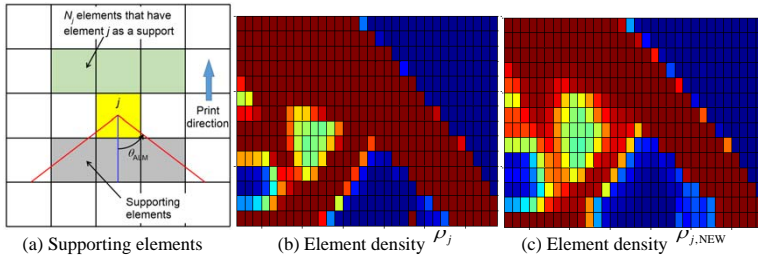 N_j elements that have
element j as a support
j
Print
direction
θ_ALM
Supporting
elements
(a) Supporting elements
(b) Element density ρ_j
(c) Element density ρ_j,NEW